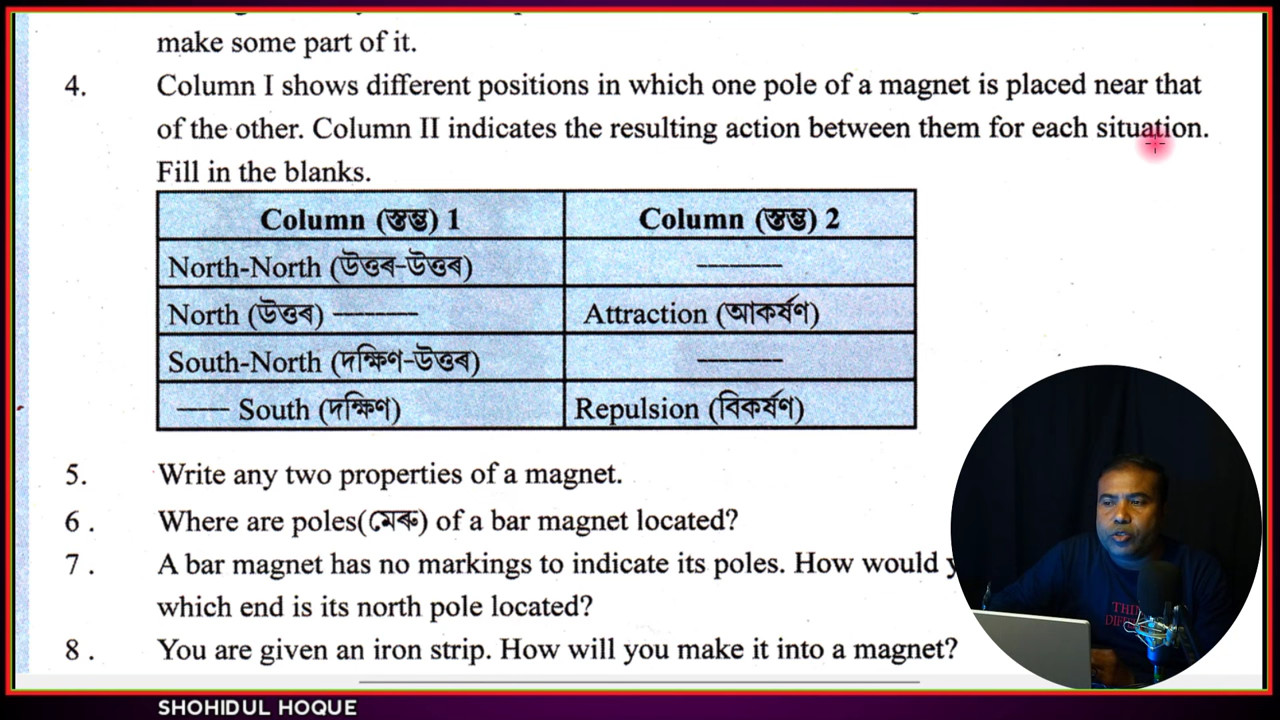 make some part of it.
4. Column I shows different positions in which one pole of a magnet is placed near that
of the other. Column II indicates the resulting action between them for each situation.
Fill in the blanks.
Column (স্তম্ভ) 1 Column (স্তম্ভ) 2
North-North (উত্তৰ-উত্তৰ) ———
North (উত্তৰ) ——— Attraction (আকৰ্ষণ)
South-North (দক্ষিণ-উত্তৰ) ———
—— South (দক্ষিণ) Repulsion (বিকৰ্ষণ)
5. Write any two properties of a magnet.
6. Where are poles(মেৰু) of a bar magnet located?
7. A bar magnet has no markings to indicate its poles. How would
which end is its north pole located?
8. You are given an iron strip. How will you make it into a magnet?
THIN
SHOHIDUL HOQUE